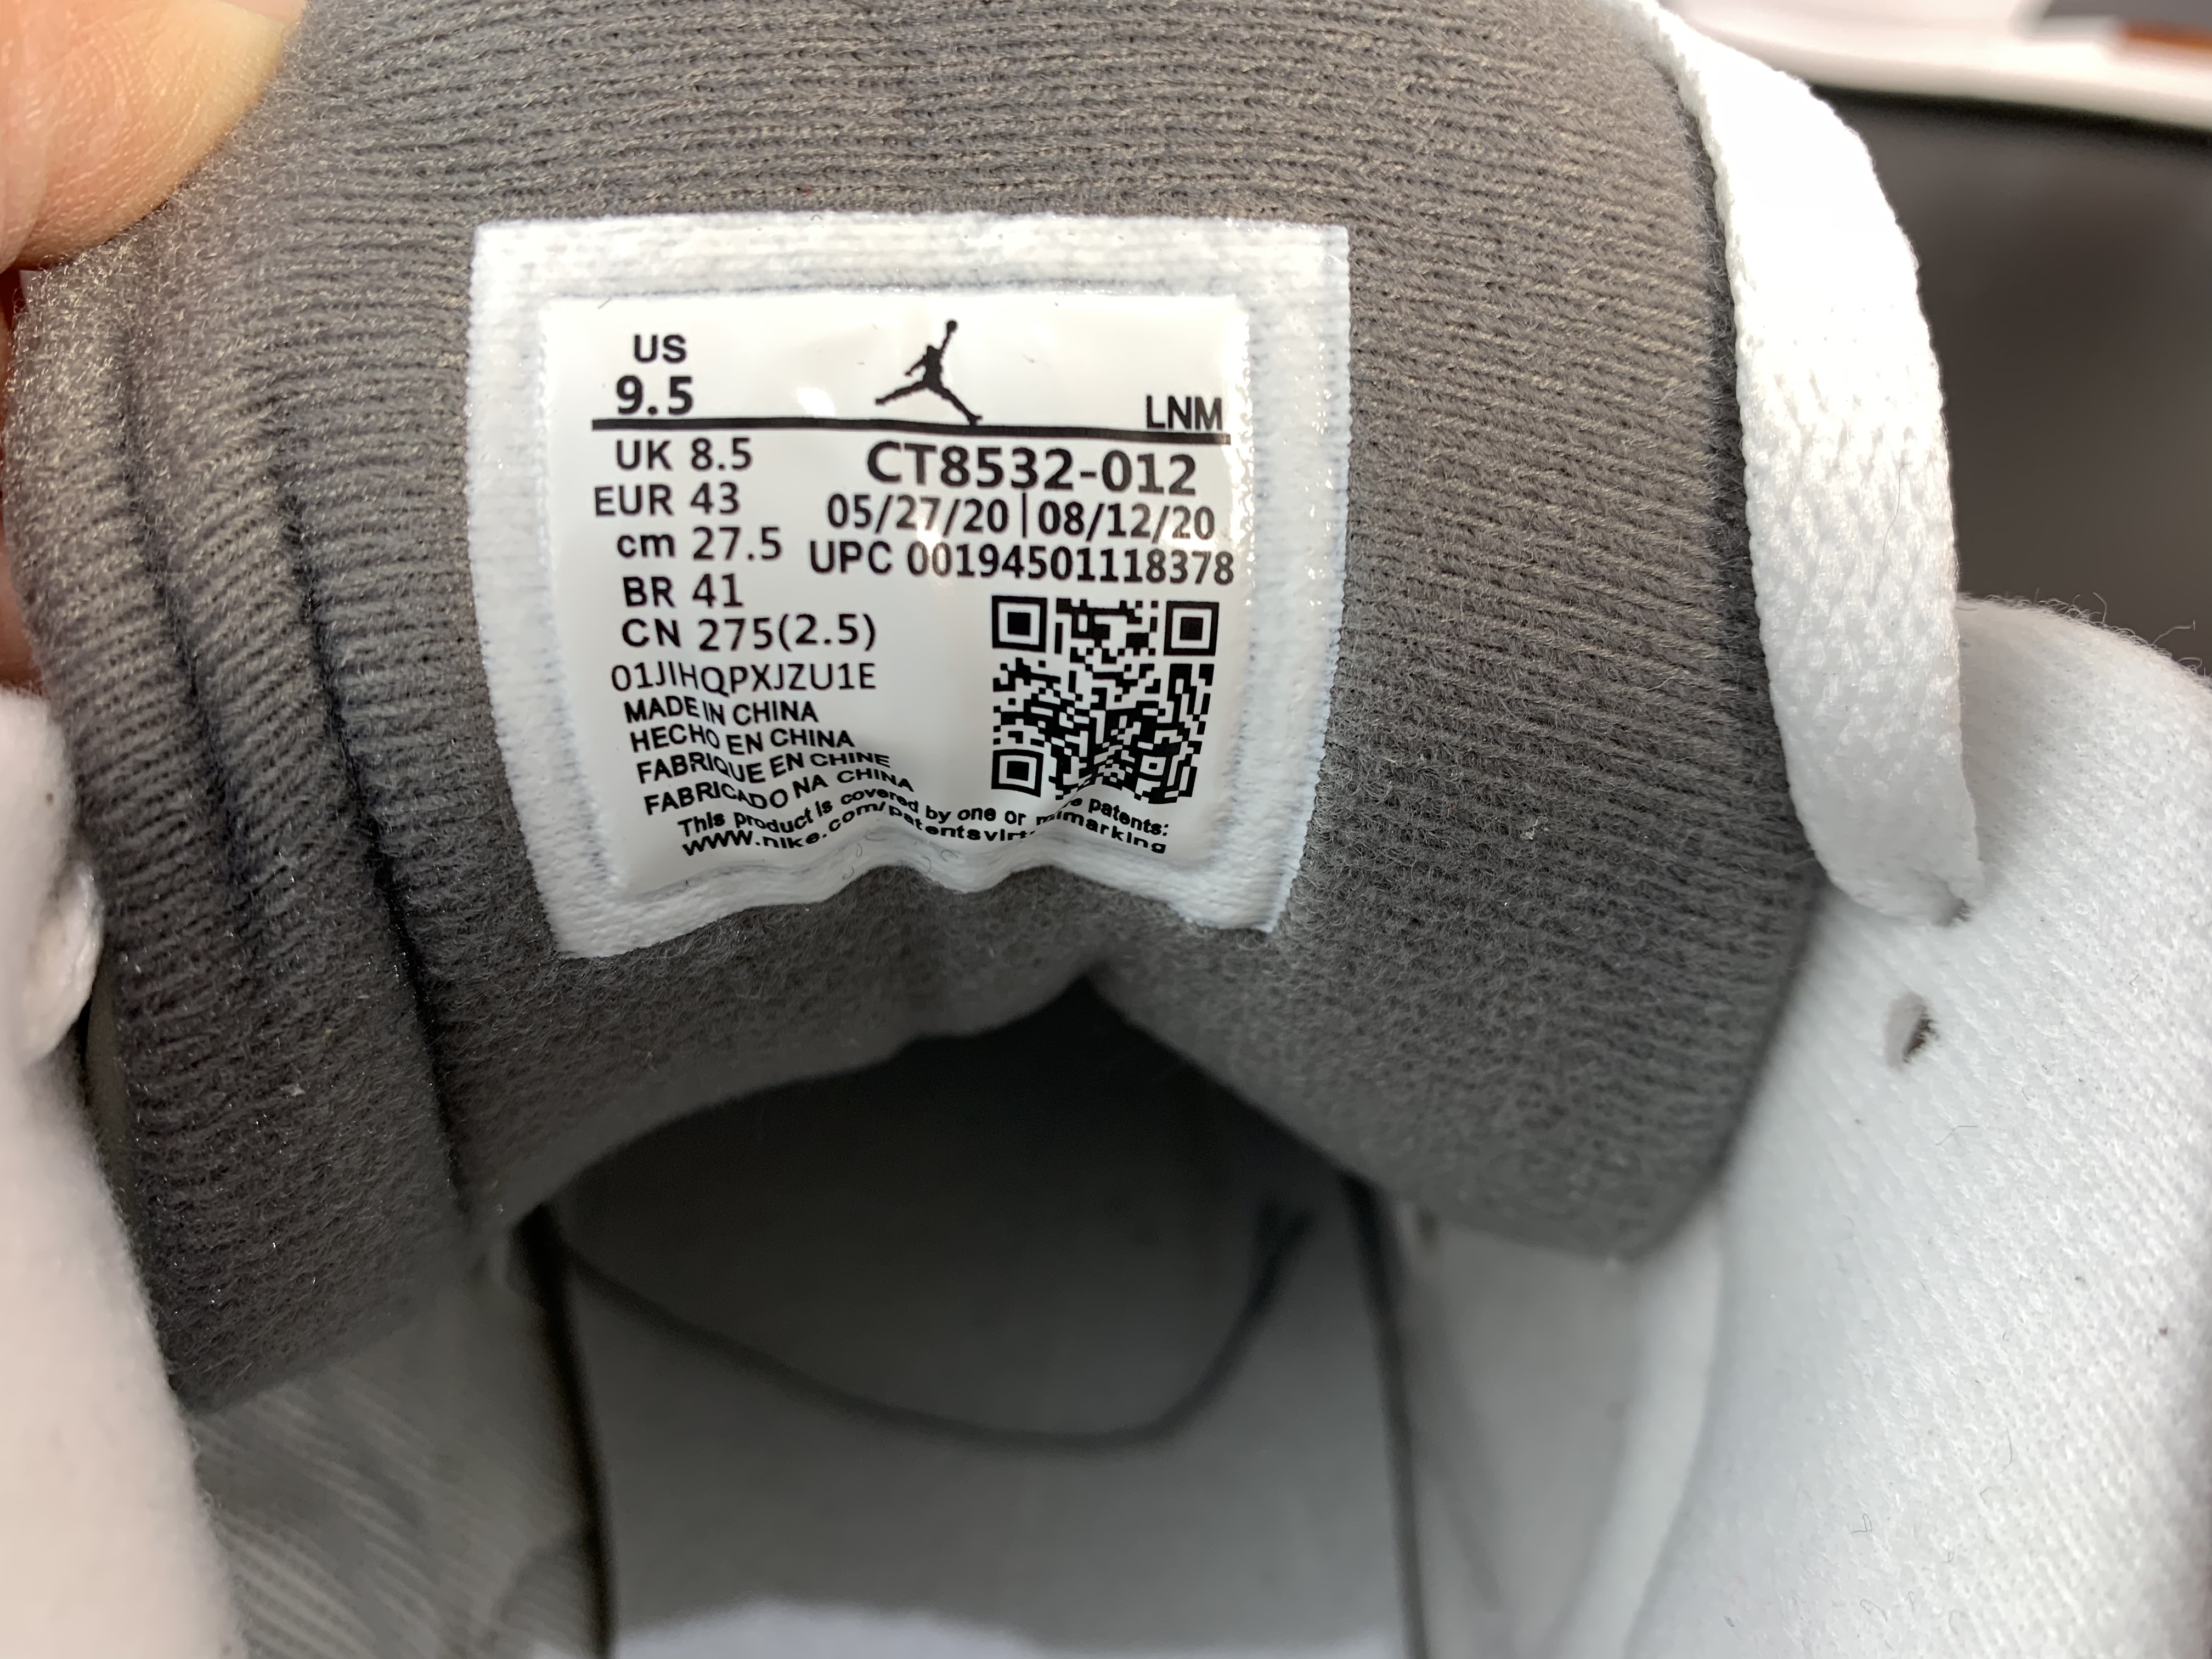 US
9.5
LNM
UK 8.5
EUR 43
cm 27.5
BR 41
CN 275(2.5)
CT8532-012
05/27/20|08/12/20
UPC 00194501118378
01JIHQPXJZU1E
MADE IN CHINA
HECHO EN CHINA
FABRIQUE EN CHINE
FABRICADO NA CHINA
This product is covered by one or patents:
www.nike.com/patentsvirt marking